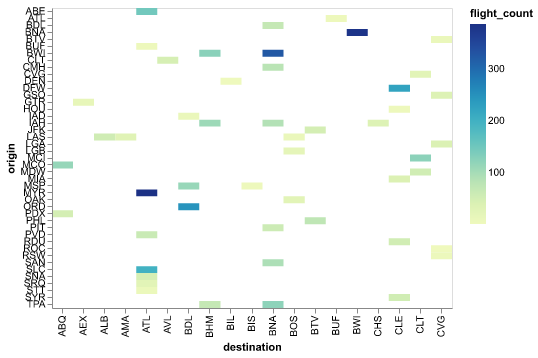 flight_count
300
200
100
origin
ABE
ATL
BDL
BNA
BTV
BUF
BWI
CLT
CMH
CVG
DEN
DFW
GSO
GTR
HOU
IAD
IAH
JFK
LAS
LGA
LGB
MCI
MCO
MDW
MIA
MSP
MYR
OAK
ORD
PDX
PHL
PIT
PVD
RDU
ROC
RSW
SAN
SLC
SNA
SRQ
STT
SYR
TPA
ABQ AEX ALB AMA ATL AVL BDL BHM BIL BIS BNA BOS BTV BUF BWI CHS CLE CLT CVG
destination